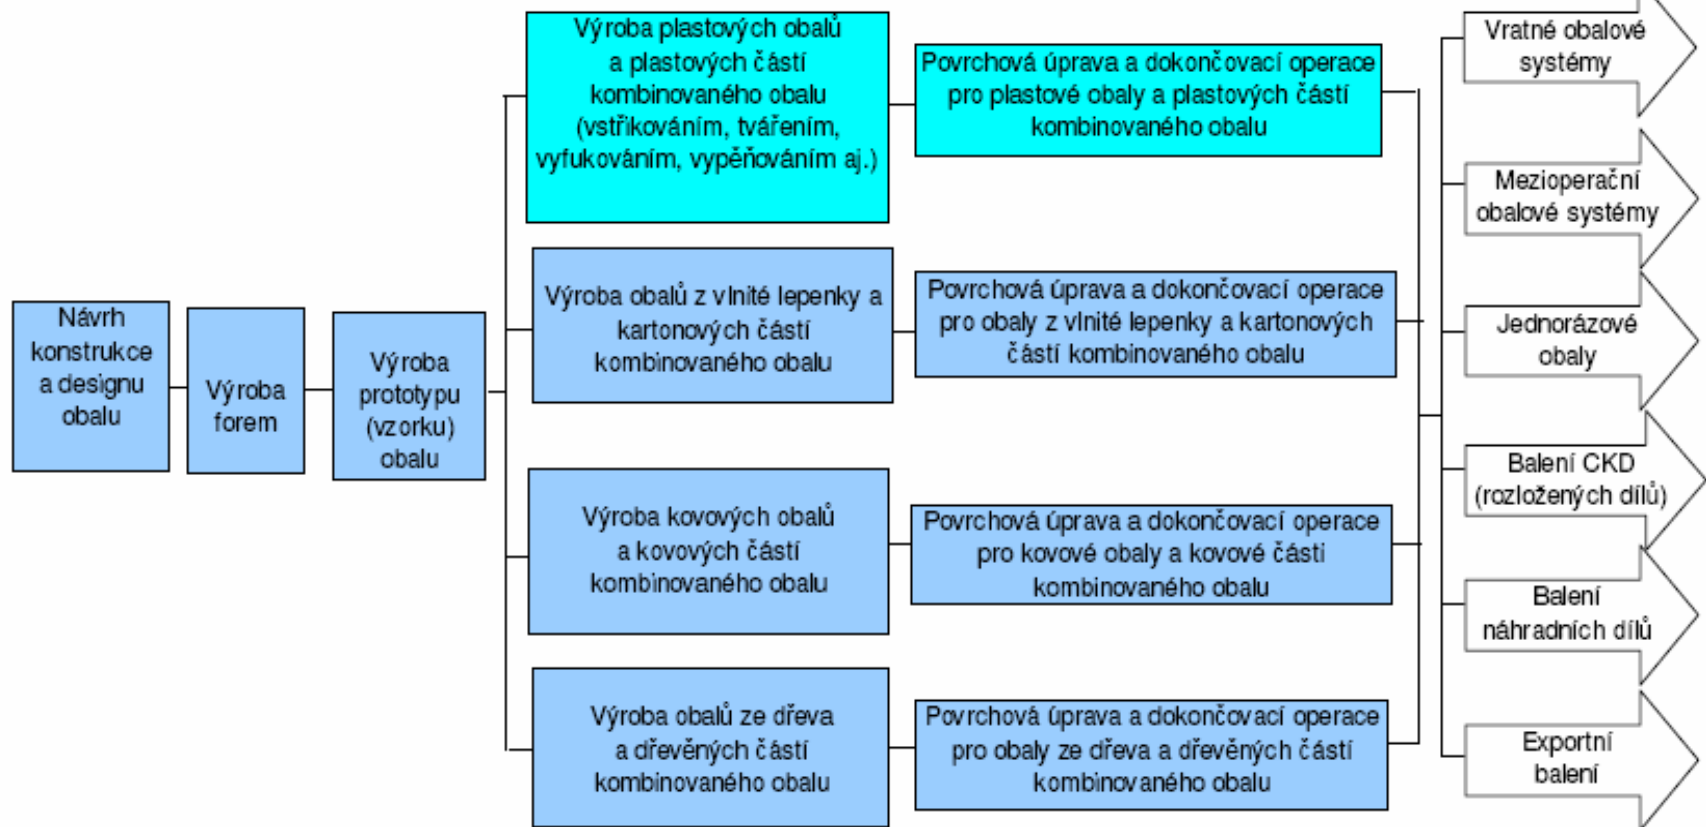 Návrh
konstrukce
a designu
obalu
Výroba
forem
Výroba
prototypu
(vzorku)
obalu
Výroba plastových obalů
a plastových částí
kombinovaného obalu
(vstřikováním, tvářením,
vyfukováním, vypěňováním aj.)
Povrchová úprava a dokončovací operace
pro plastové obaly a plastových částí
kombinovaného obalu
Výroba obalů z vlnité lepenky a
kartonových částí
kombinovaného obalu
Povrchová úprava a dokončovací operace
pro obaly z vlnité lepenky a kartonových
částí kombinovaného obalu
Výroba kovových obalů
a kovových částí
kombinovaného obalu
Povrchová úprava a dokončovací operace
pro kovové obaly a kovové části
kombinovaného obalu
Výroba obalů ze dřeva
a dřevěných částí
kombinovaného obalu
Povrchová úprava a dokončovací operace
pro obaly ze dřeva a dřevěných částí
kombinovaného obalu
Vratné obalové
systémy
Mezioperační
obalové systémy
Jednorázové
obaly
Balení CKD
(rozložených dílů)
Balení
náhradních dílů
Exportní
balení